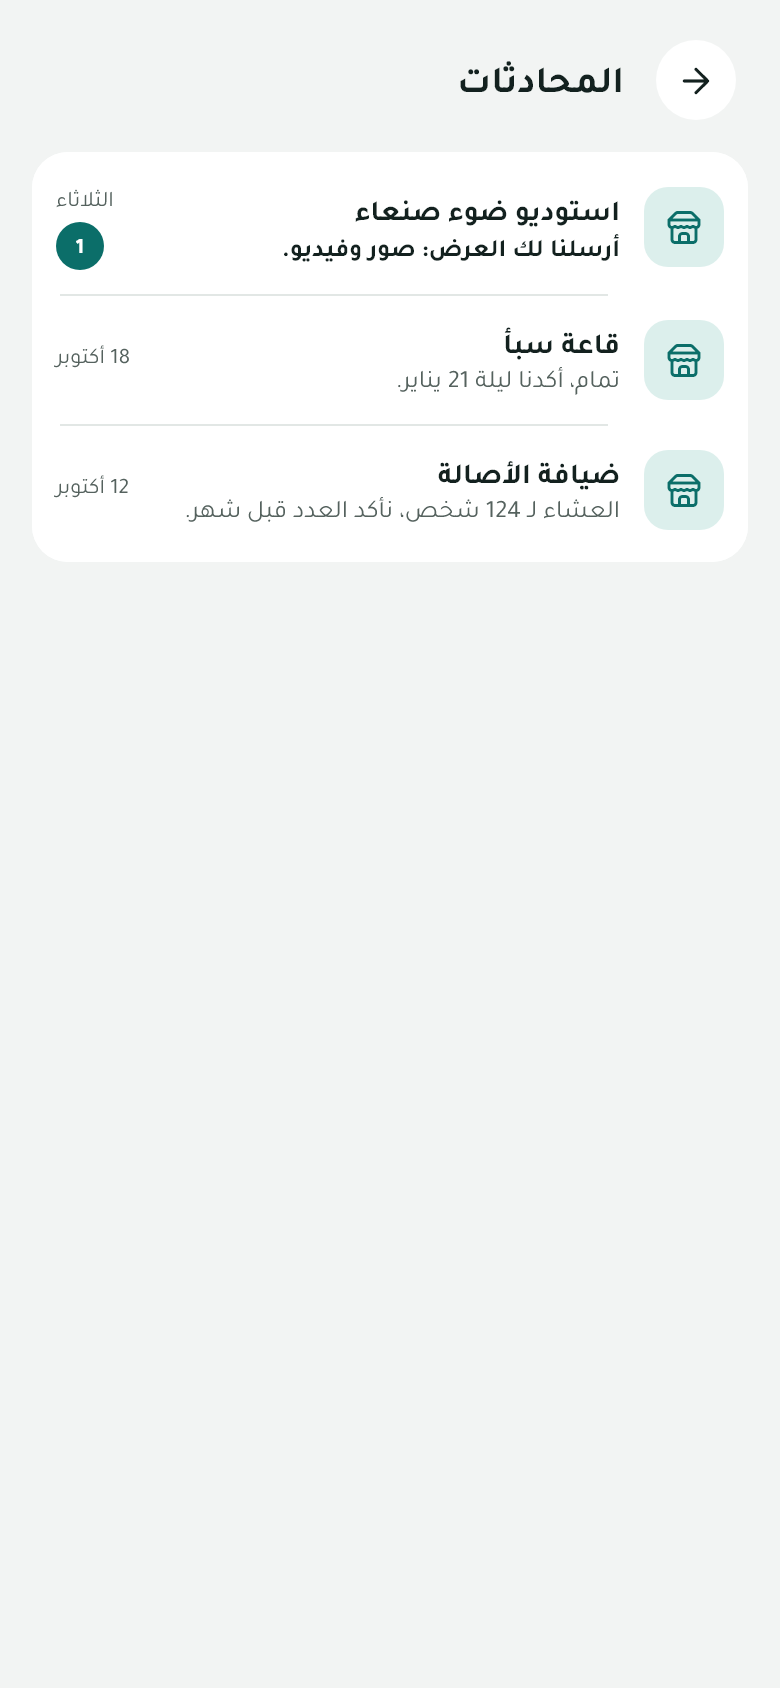 المحادثات
استوديو ضوء صنعاء
الثلاثاء
أرسلنا لك العرض: صور وفيديو.
1
قاعة سبأ
18 أكتوبر
تمام، أكدنا ليلة 21 يناير.
ضيافة الأصالة
12 أكتوبر
العشاء لـ 124 شخص، نأكد العدد قبل شهر.